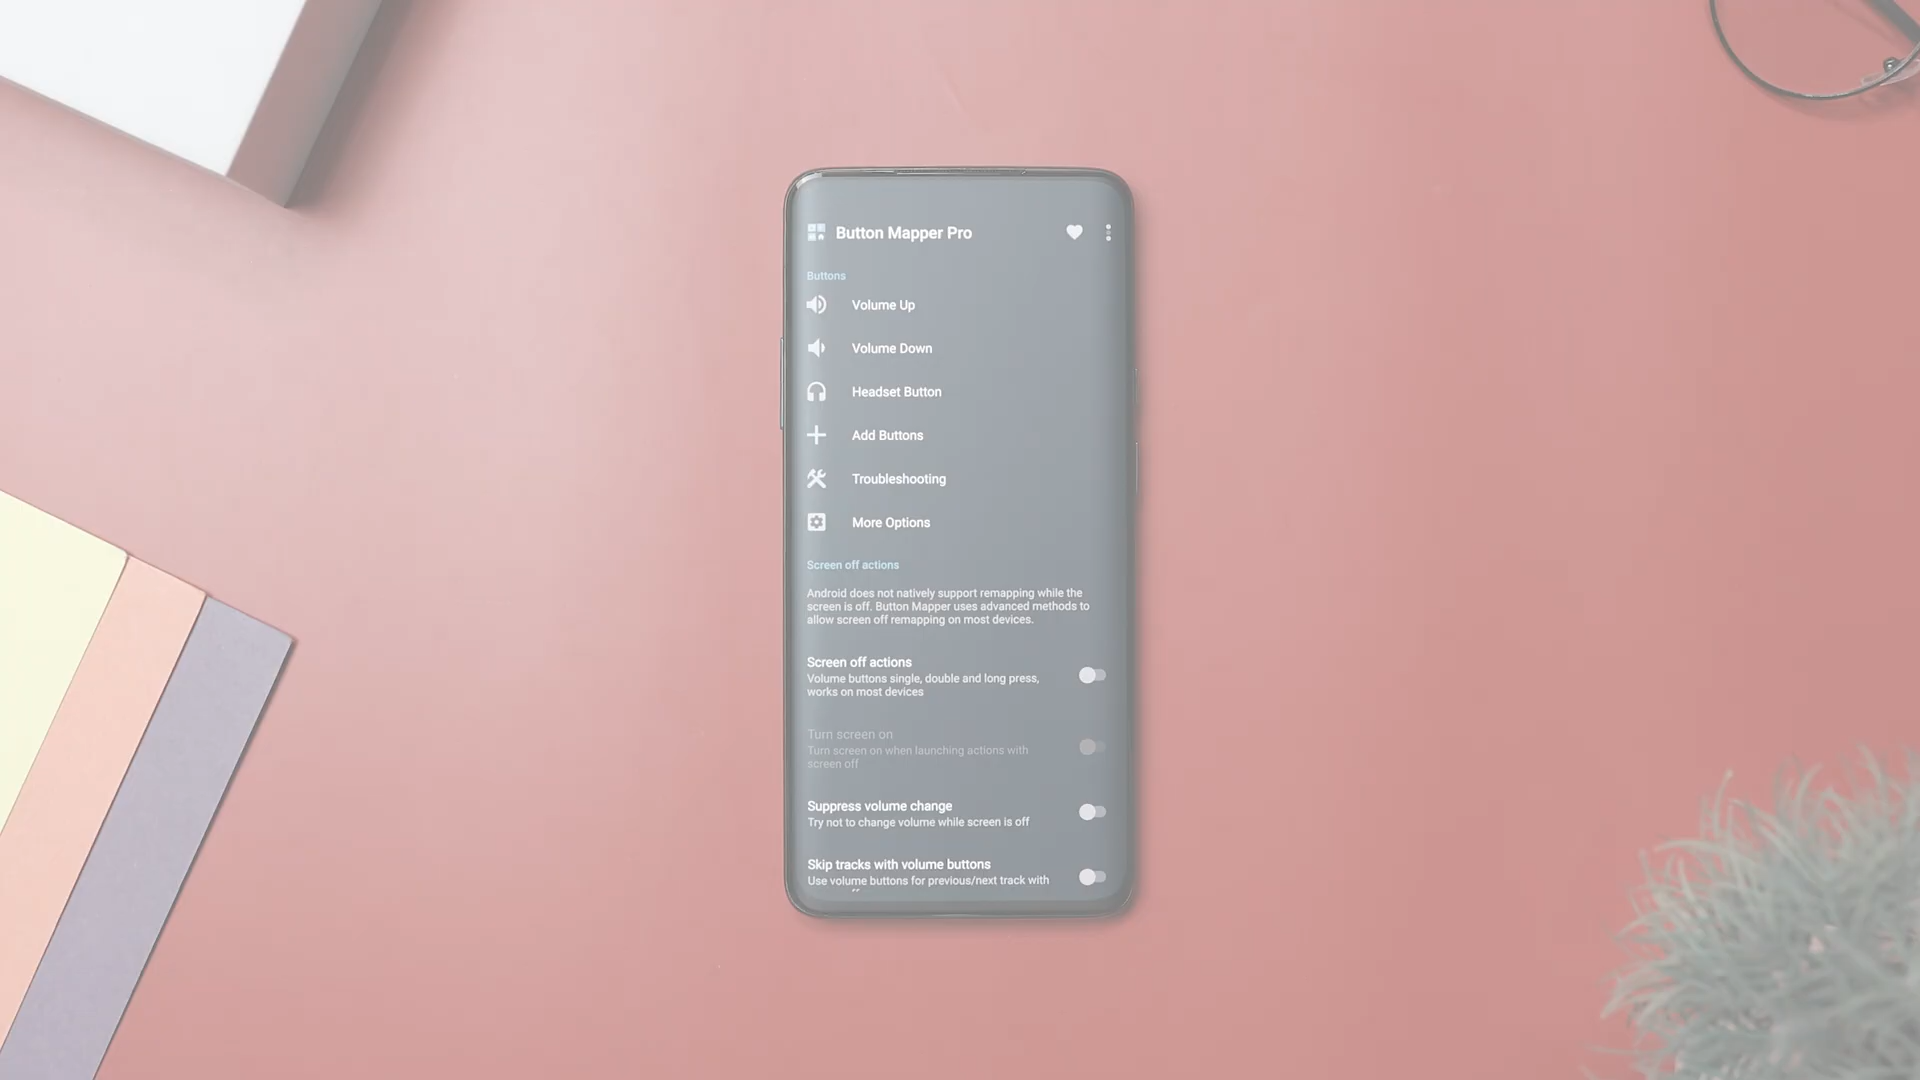 Button Mapper Pro
Buttons
Volume Up
Volume Down
Headset Button
Add Buttons
Troubleshooting
More Options
Screen off actions
Android does not natively support remapping while the
screen is off. Button Mapper uses advanced methods to
allow screen off remapping on most devices.
Screen off actions
Volume buttons single, double and long press,
works on most devices
Turn screen on
Turn screen on when launching actions with
screen off
Suppress volume change
Try not to change volume while screen is off
Skip tracks with volume buttons
Use volume buttons for previous/next track with